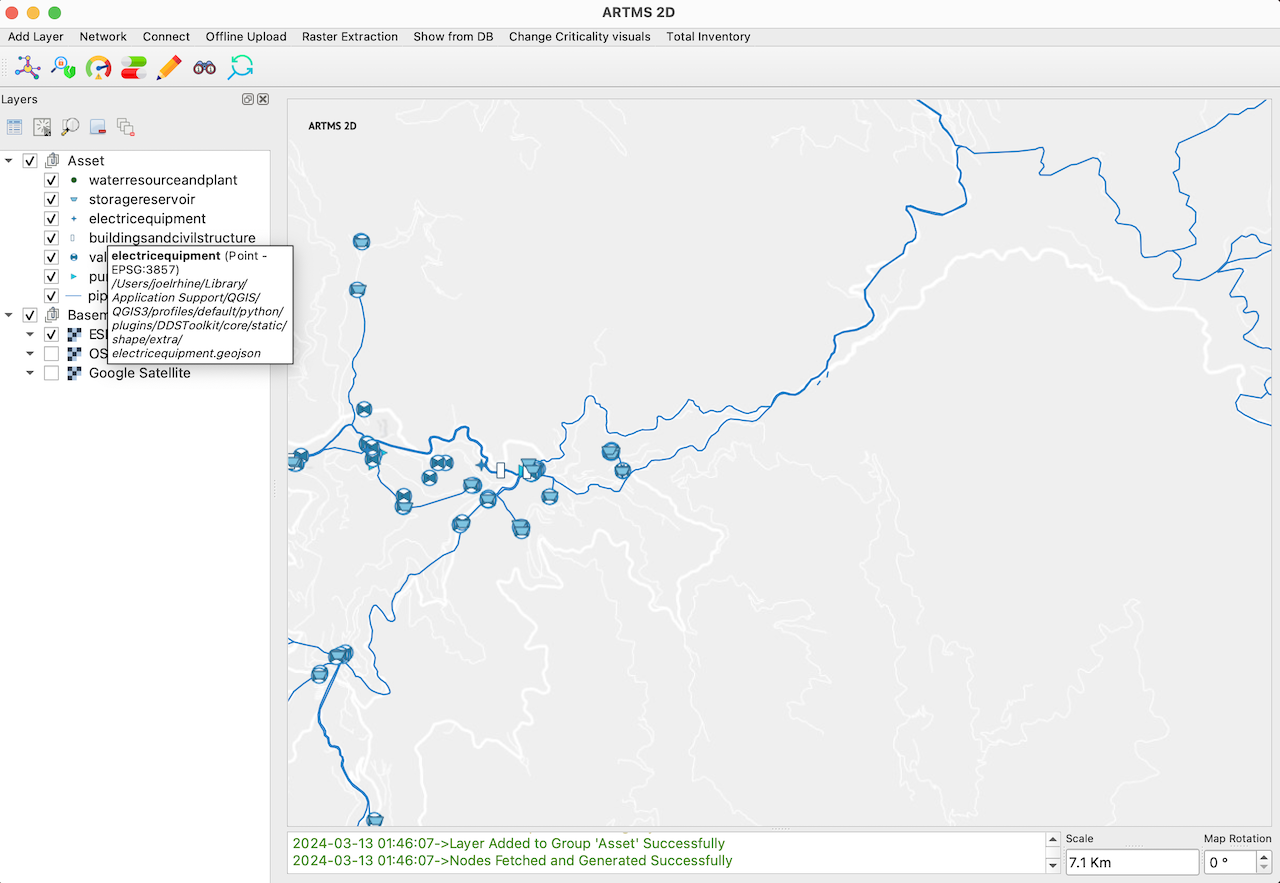 ARTMS 2D
Add Layer Network Connect Offline Upload Raster Extraction Show from DB Change Criticality visuals Total Inventory
Layers
ARTMS 2D
Asset
waterresourceandplant
storagereservoir
electricequipment
buildingsandcivilstructure
val
pu
pip
Basem
ES
OS
Google Satellite
electricequipment (Point -
EPSG:3857)
/Users/joelrhine/Library/
Application Support/QGIS/
QGIS3/profiles/default/python/
plugins/DDSToolkit/core/static/
shape/extra/
electricequipment.geojson
2024-03-13 01:46:07->Layer Added to Group 'Asset' Successfully
2024-03-13 01:46:07->Nodes Fetched and Generated Successfully
Scale
7.1 Km
Map Rotation
0 °